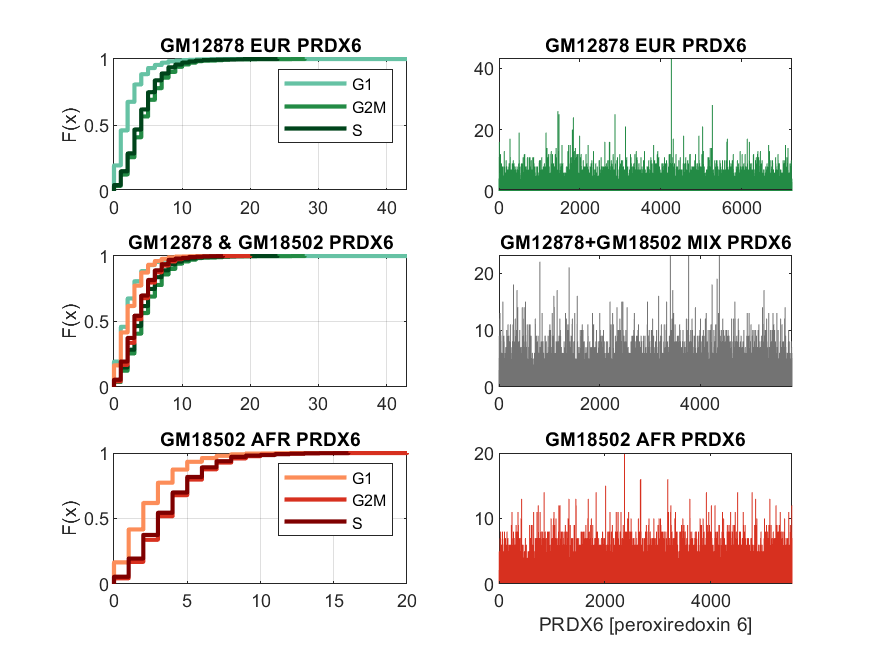 GM12878 EUR PRDX6
F(x)
1
0.5
0
0 10 20 30 40
G1
G2M
S
GM12878 EUR PRDX6
40
20
0
0 2000 4000 6000
GM12878 & GM18502 PRDX6
F(x)
1
0.5
0
0 10 20 30 40
GM12878+GM18502 MIX PRDX6
20
10
0
0 2000 4000
GM18502 AFR PRDX6
F(x)
1
0.5
0
0 5 10 15 20
G1
G2M
S
GM18502 AFR PRDX6
20
10
0
0 2000 4000
PRDX6 [peroxiredoxin 6]